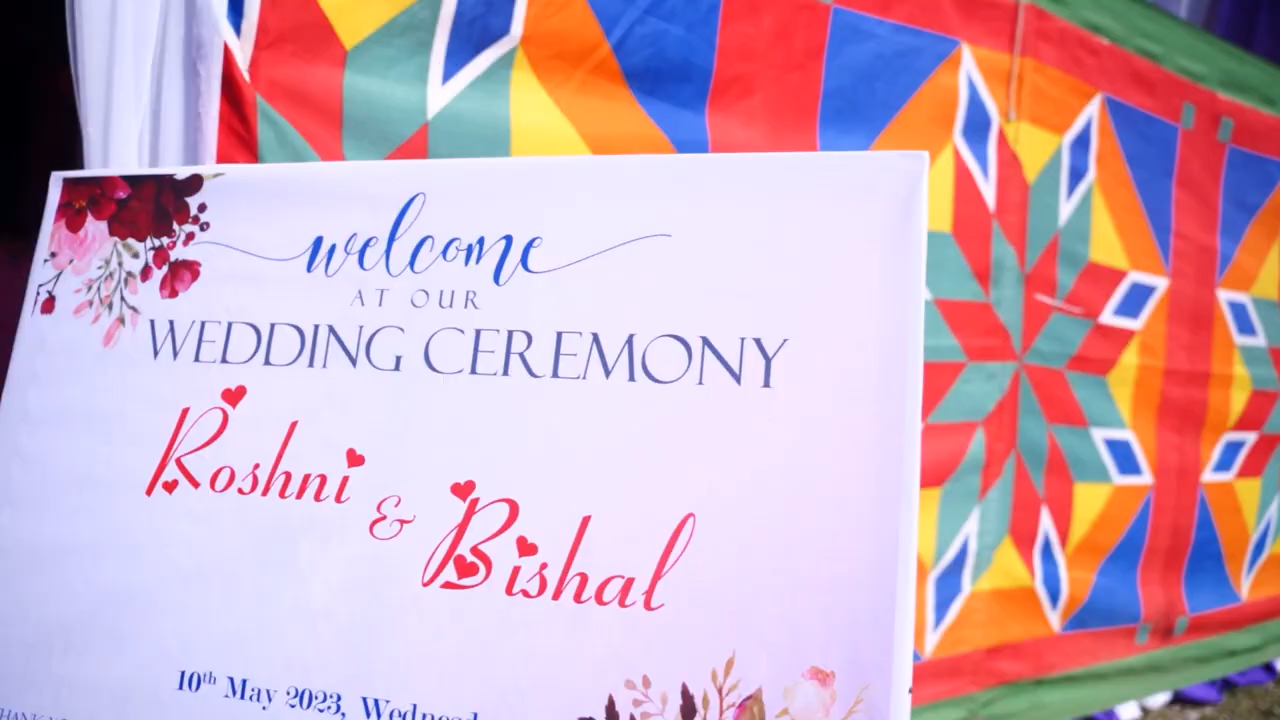 welcome
AT OUR
WEDDING CEREMONY
Roshni
&
Bishal
10th May 2023,